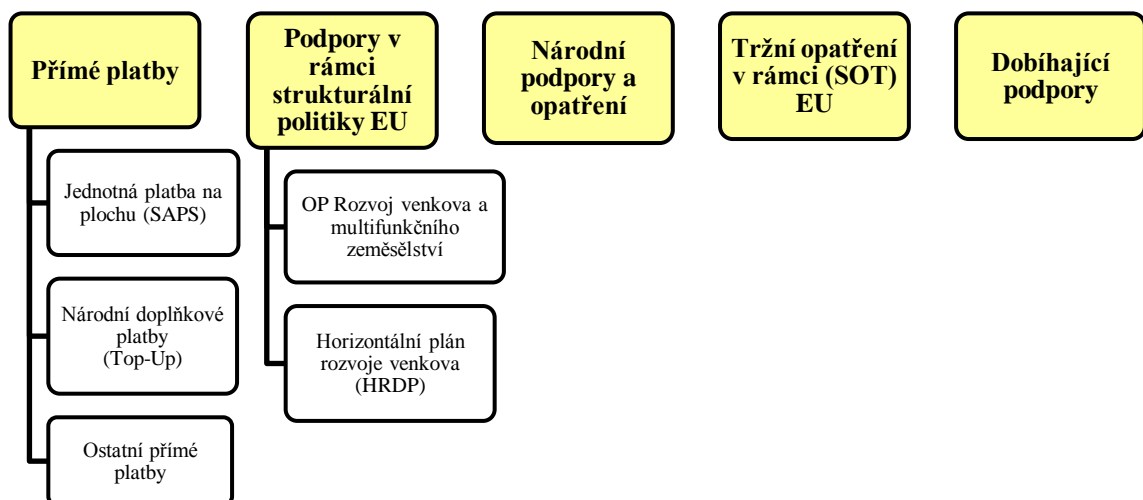 Přímé platby
Jednotná platba na
plochu (SAPS)
Národní doplňkové
platby
(Top-Up)
Ostatní přímé
platby
Podpory v
rámci
strukturální
politiky EU
OP Rozvoj venkova a
multifunkčního
zeměsělství
Horizontální plán
rozvoje venkova
(HRDP)
Národní
podpory a
opatření
Tržní opatření
v rámci (SOT)
EU
Dobíhající
podpory